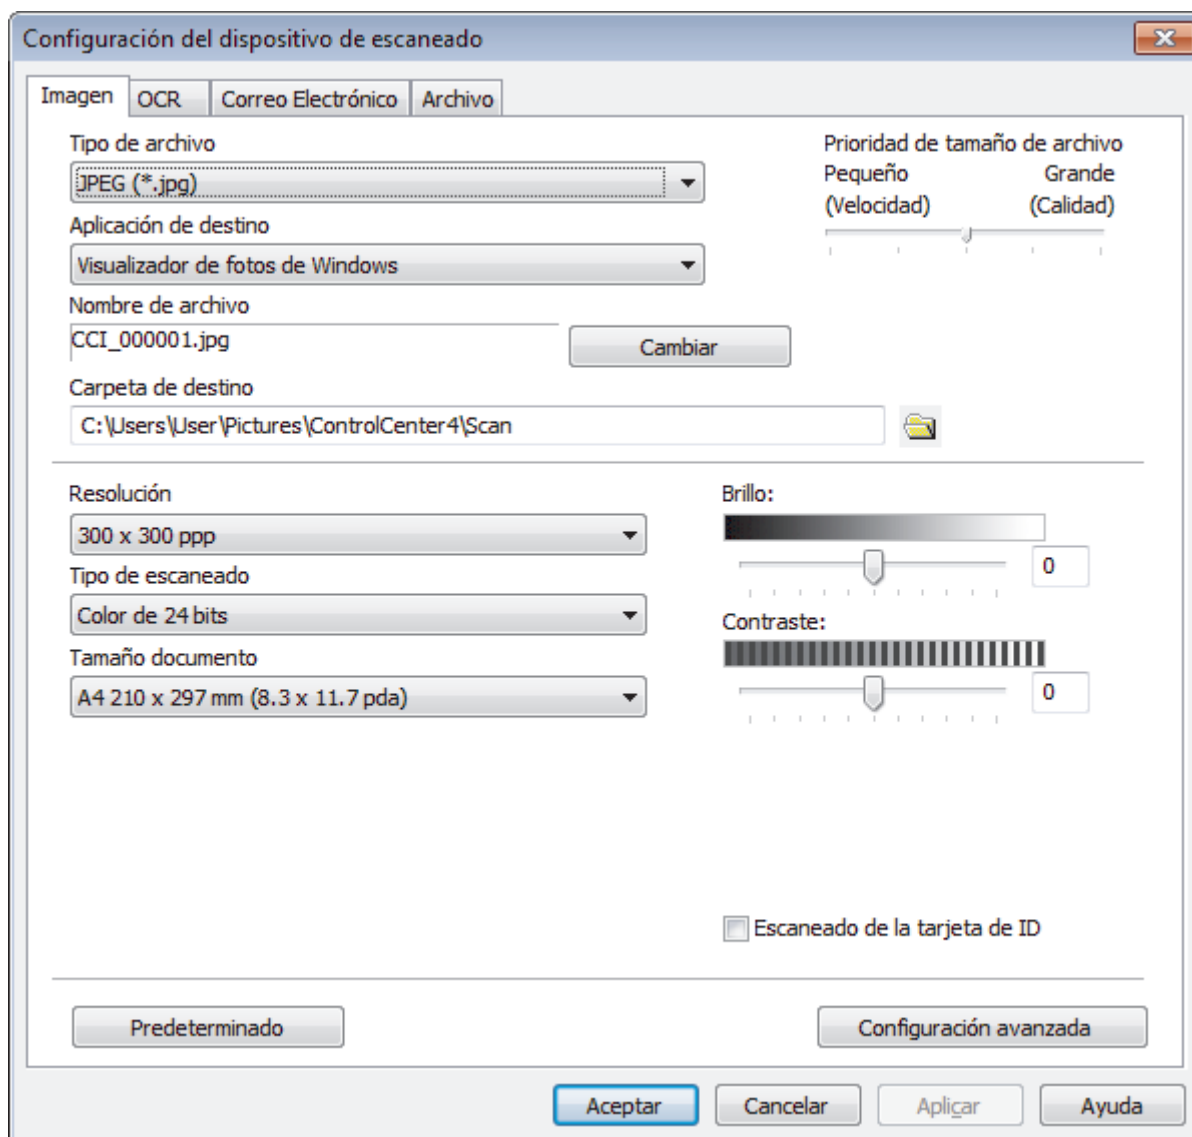 Configuración del dispositivo de escaneado
Imagen OCR Correo Electrónico Archivo
Tipo de archivo
JPEG (*.jpg)
Prioridad de tamaño de archivo
Pequeño Grande
(Velocidad) (Calidad)
Aplicación de destino
Visualizador de fotos de Windows
Nombre de archivo
CCI_000001.jpg
Cambiar
Carpeta de destino
C:\Users\User\Pictures\ControlCenter4\Scan
Resolución
300 x 300 ppp
Tipo de escaneado
Color de 24 bits
Tamaño documento
A4 210 x 297 mm (8.3 x 11.7 pda)
Brillo:
0
Contraste:
0
Escaneado de la tarjeta de ID
Predeterminado Configuración avanzada
Aceptar Cancelar Aplicar Ayuda